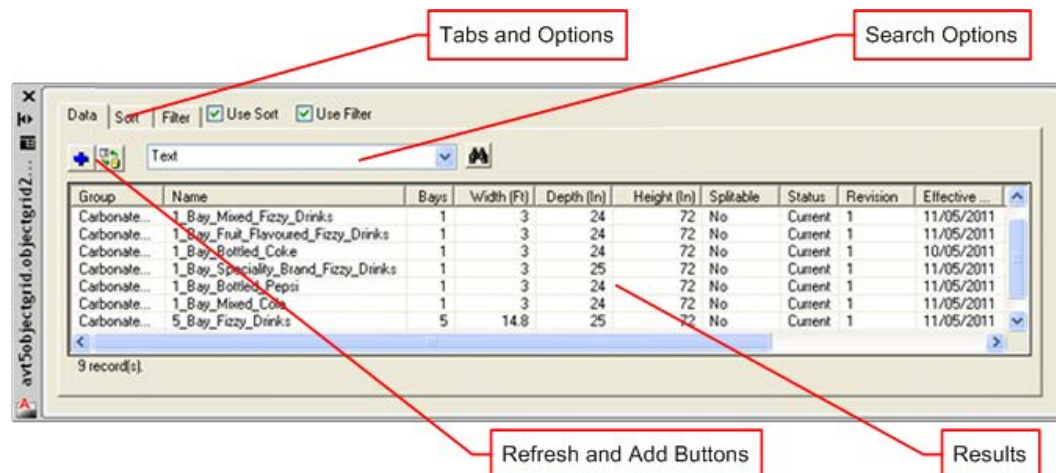 Tabs and Options
Search Options
Data Sort Filter Use Sort Use Filter
Text
Group Name Bays Width (Ft) Depth (In) Height (In) Splitable Status Revision Effective ...
Carbonate... 1_Bay_Mixed_Fizzy_Drinks 1 3 24 72 No Current 1 11/05/2011
Carbonate... 1_Bay_Fruit_Flavoured_Fizzy_Drinks 1 3 24 72 No Current 1 11/05/2011
Carbonate... 1_Bay_Bottled_Coke 1 3 24 72 No Current 1 10/05/2011
Carbonate... 1_Bay_Speciality_Brand_Fizzy_Drinks 1 3 25 72 No Current 1 11/05/2011
Carbonate... 1_Bay_Bottled_Pepsi 1 3 24 72 No Current 1 11/05/2011
Carbonate... 1_Bay_Mixed_Cola 1 3 24 72 No Current 1 11/05/2011
Carbonate... 5_Bay_Fizzy_Drinks 5 14.8 25 72 No Current 1 11/05/2011
9 record(s).
avt5objectgrid.objectgrid2...
Refresh and Add Buttons
Results